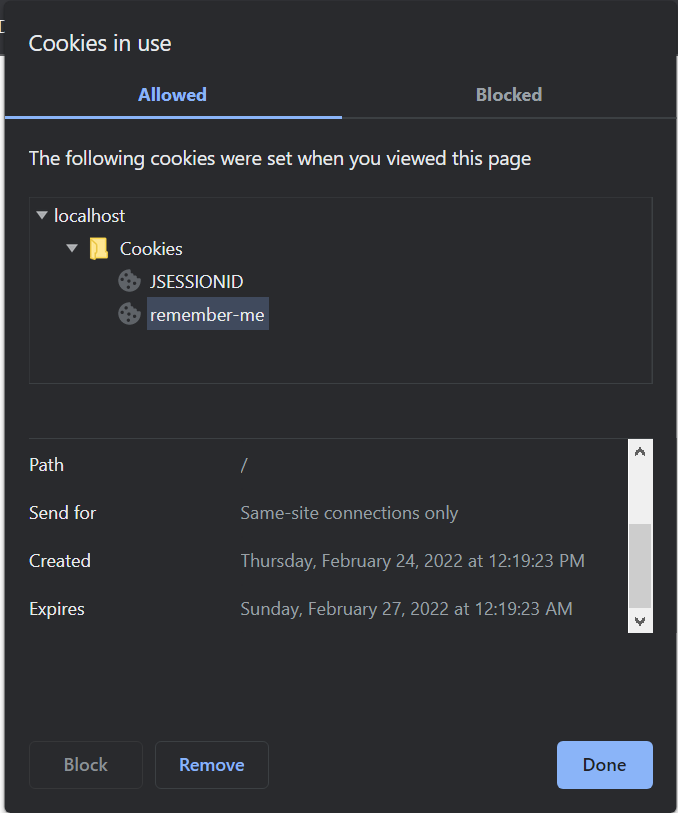 Cookies in use
Allowed Blocked
The following cookies were set when you viewed this page
localhost
Cookies
JSESSIONID
remember-me
Path /
Send for Same-site connections only
Created Thursday, February 24, 2022 at 12:19:23 PM
Expires Sunday, February 27, 2022 at 12:19:23 AM
Block Remove Done